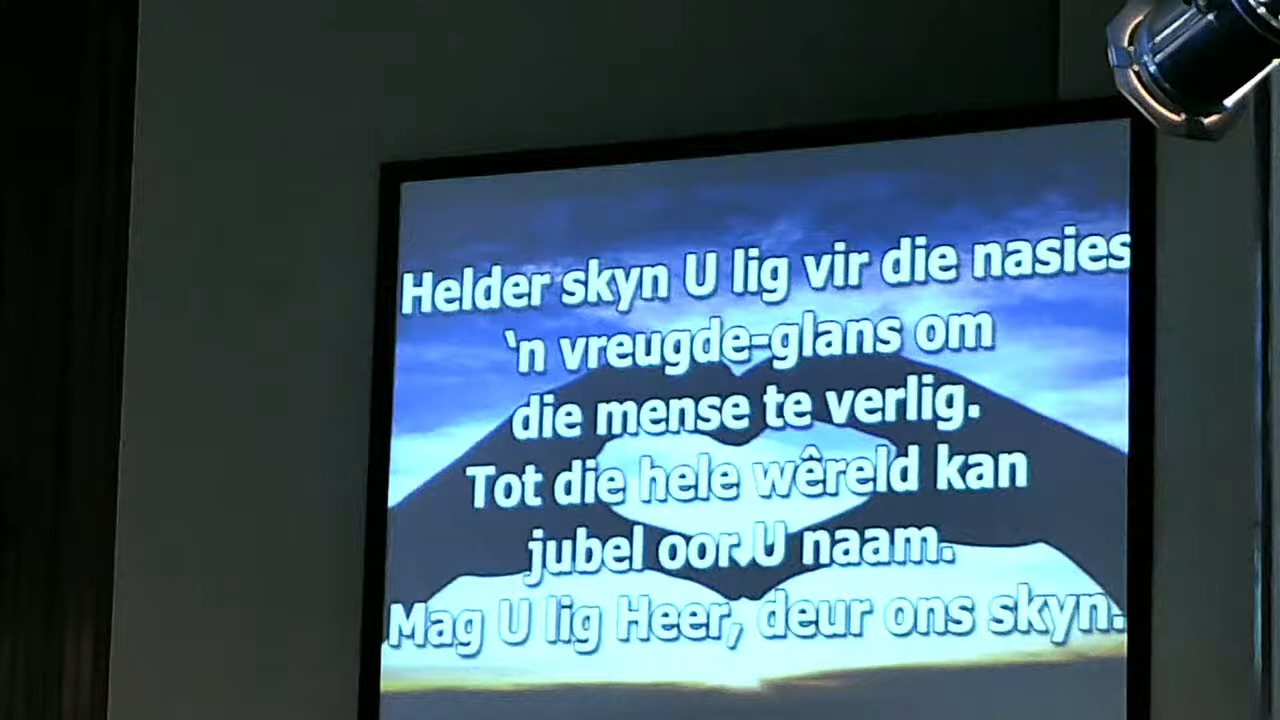 Helder skyn U lig vir die nasies
‘n vreugde-glans om
die mense te verlig.
Tot die hele wêreld kan
jubel oor U naam.
Mag U lig Heer, deur ons skyn.